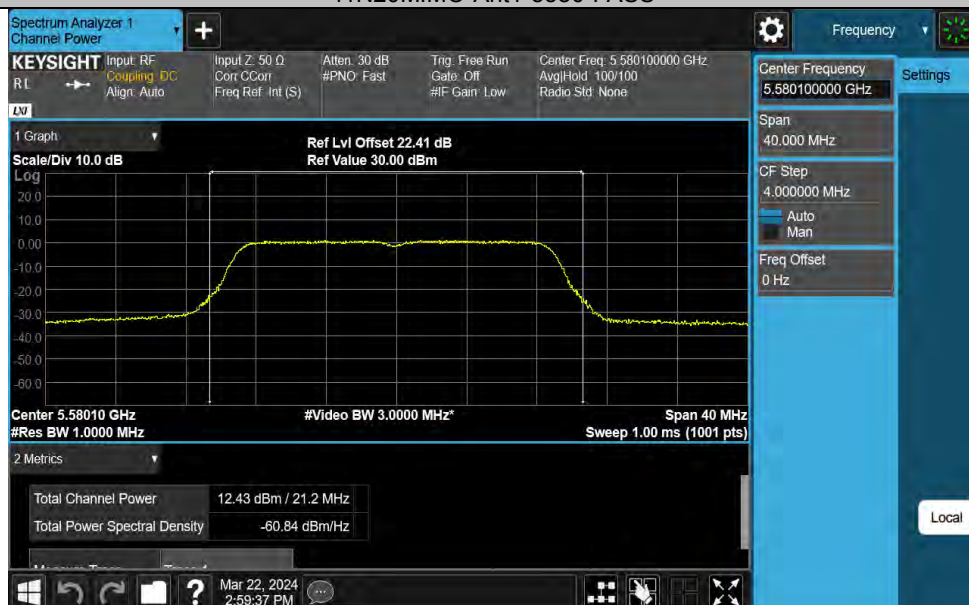 Spectrum Analyzer 1
Channel Power
Frequency
KEYSIGHT
Input: RF
Coupling: DC
Align: Auto
Input Z: 50 Ω
Corr CCorr
Freq Ref: Int (S)
Atten: 30 dB
#PNO: Fast
Trig: Free Run
Gate: Off
#IF Gain: Low
Center Freq: 5.580100000 GHz
Avg|Hold: 100/100
Radio Std: None
LXI
Center Frequency
5.580100000 GHz
Settings
Span
40.000 MHz
CF Step
4.000000 MHz
Auto
Man
Freq Offset
0 Hz
1 Graph
Scale/Div 10.0 dB
Ref Lvl Offset 22.41 dB
Ref Value 30.00 dBm
Log
20.0
10.0
0.00
-10.0
-20.0
-30.0
-40.0
-50.0
-60.0
Center 5.58010 GHz
#Video BW 3.0000 MHz*
Span 40 MHz
#Res BW 1.0000 MHz
Sweep 1.00 ms (1001 pts)
2 Metrics
Total Channel Power 12.43 dBm / 21.2 MHz
Total Power Spectral Density -60.84 dBm/Hz
Local
?
Mar 22, 2024
2:59:37 PM